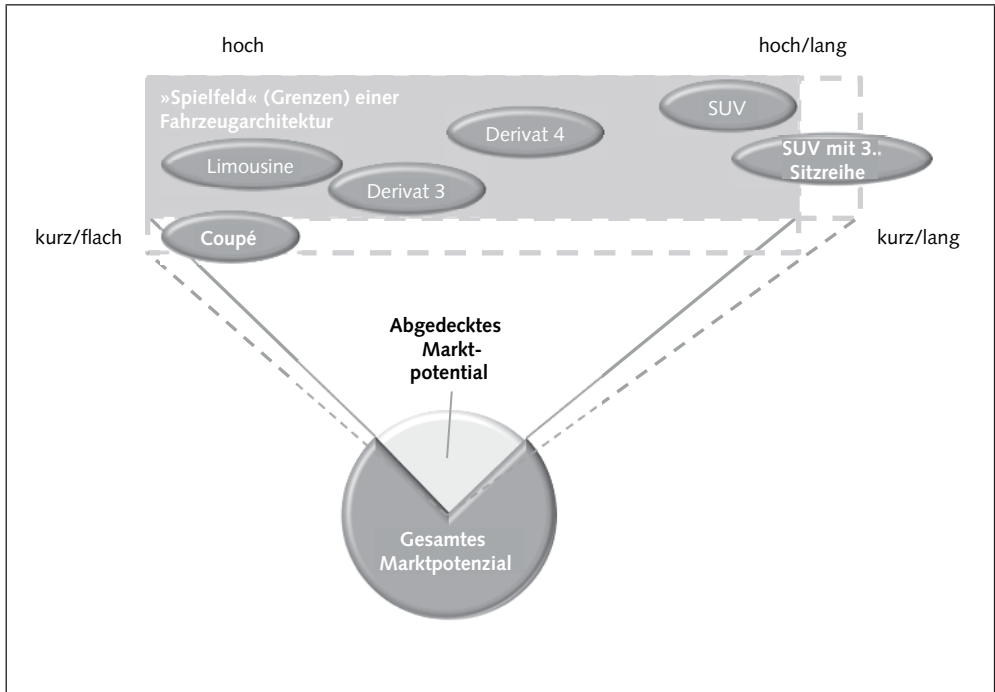 hoch
hoch/lang
»Spielfeld« (Grenzen) einer
Fahrzeugarchitektur
SUV
Derivat 4
Limousine
SUV mit 3..
Sitzreihe
Derivat 3
kurz/flach
Coupé
kurz/lang
Abgedecktes
Markt-
potential
Gesamtes
Marktpotenzial